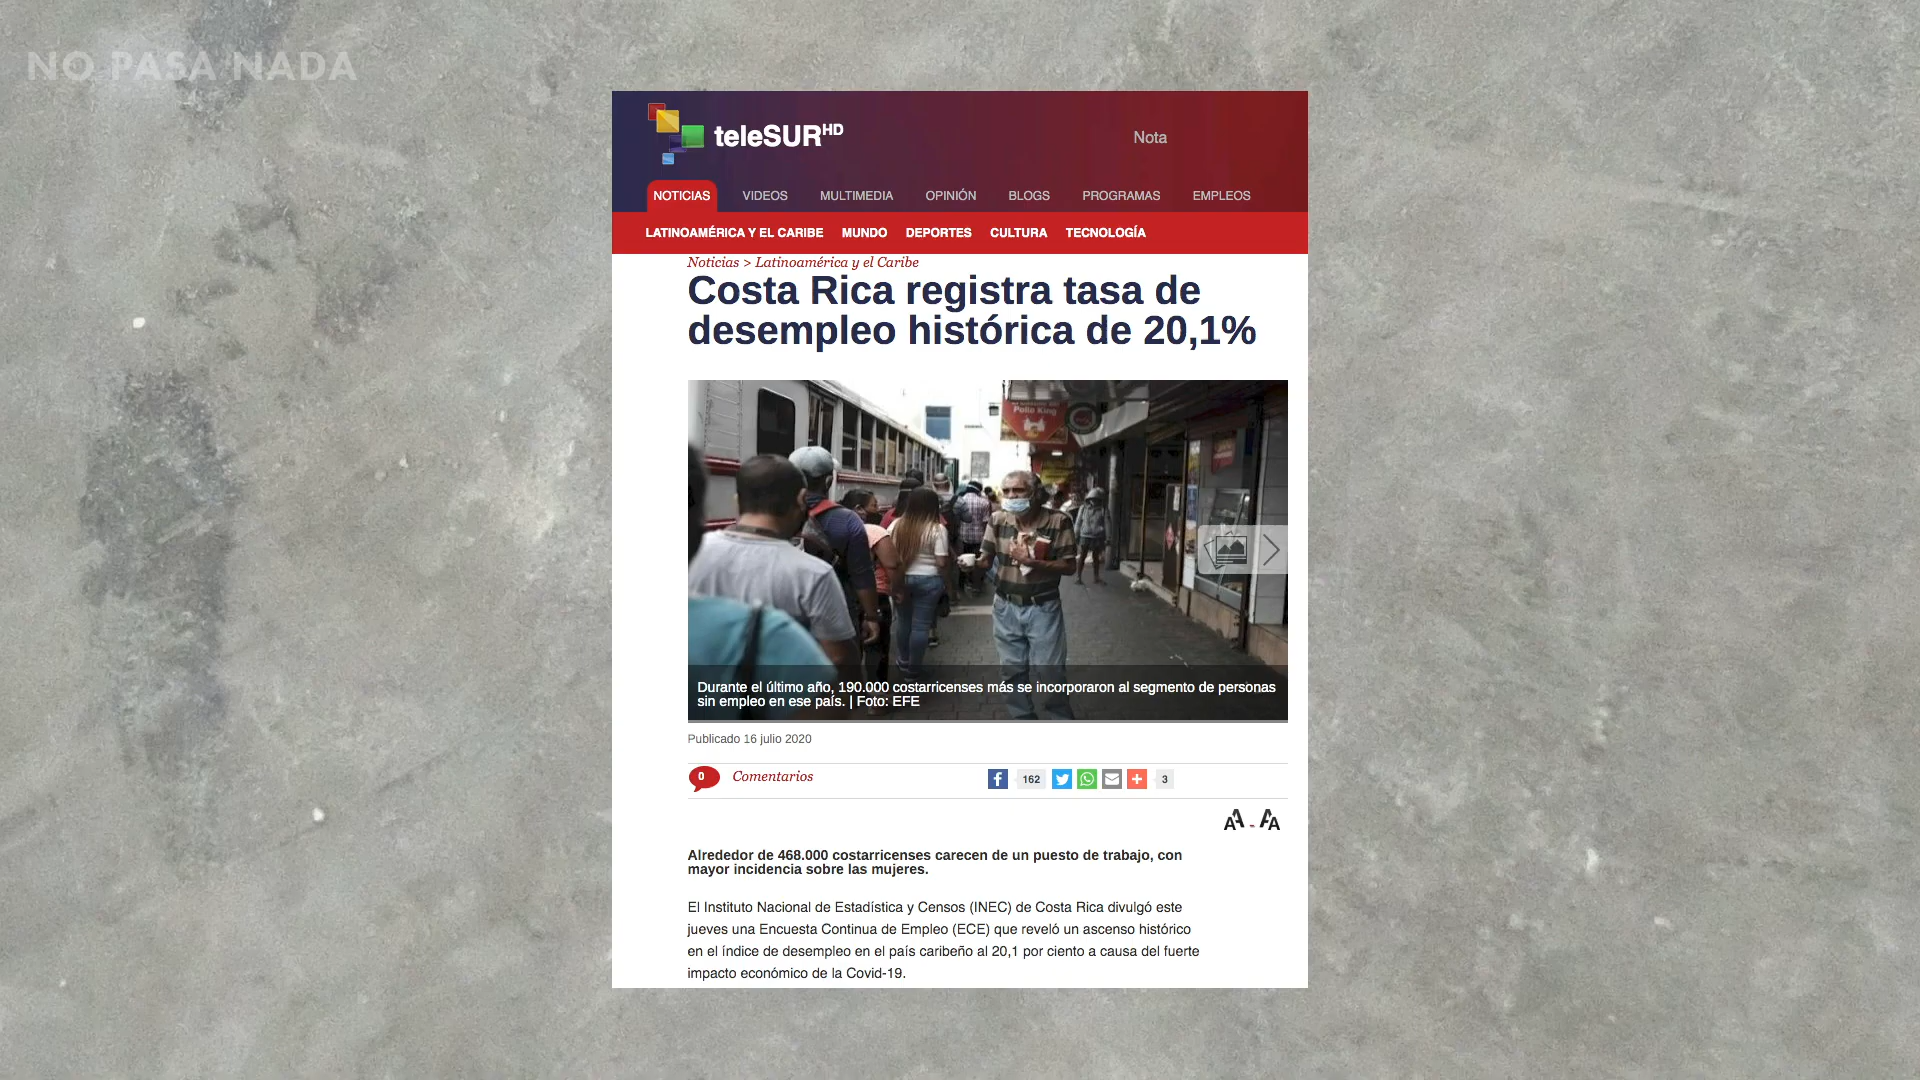 NO PASA NADA
teleSURHD
Nota
NOTICIAS VIDEOS MULTIMEDIA OPINIÓN BLOGS PROGRAMAS EMPLEOS
LATINOAMÉRICA Y EL CARIBE MUNDO DEPORTES CULTURA TECNOLOGÍA
Noticias > Latinoamérica y el Caribe
Costa Rica registra tasa de
desempleo histórica de 20,1%
Pollo King
Durante el último año, 190.000 costarricenses más se incorporaron al segmento de personas
sin empleo en ese país. | Foto: EFE
Publicado 16 julio 2020
0 Comentarios 162 3
AA - AA
Alrededor de 468.000 costarricenses carecen de un puesto de trabajo, con
mayor incidencia sobre las mujeres.
El Instituto Nacional de Estadística y Censos (INEC) de Costa Rica divulgó este
jueves una Encuesta Continua de Empleo (ECE) que reveló un ascenso histórico
en el índice de desempleo en el país caribeño al 20,1 por ciento a causa del fuerte
impacto económico de la Covid-19.